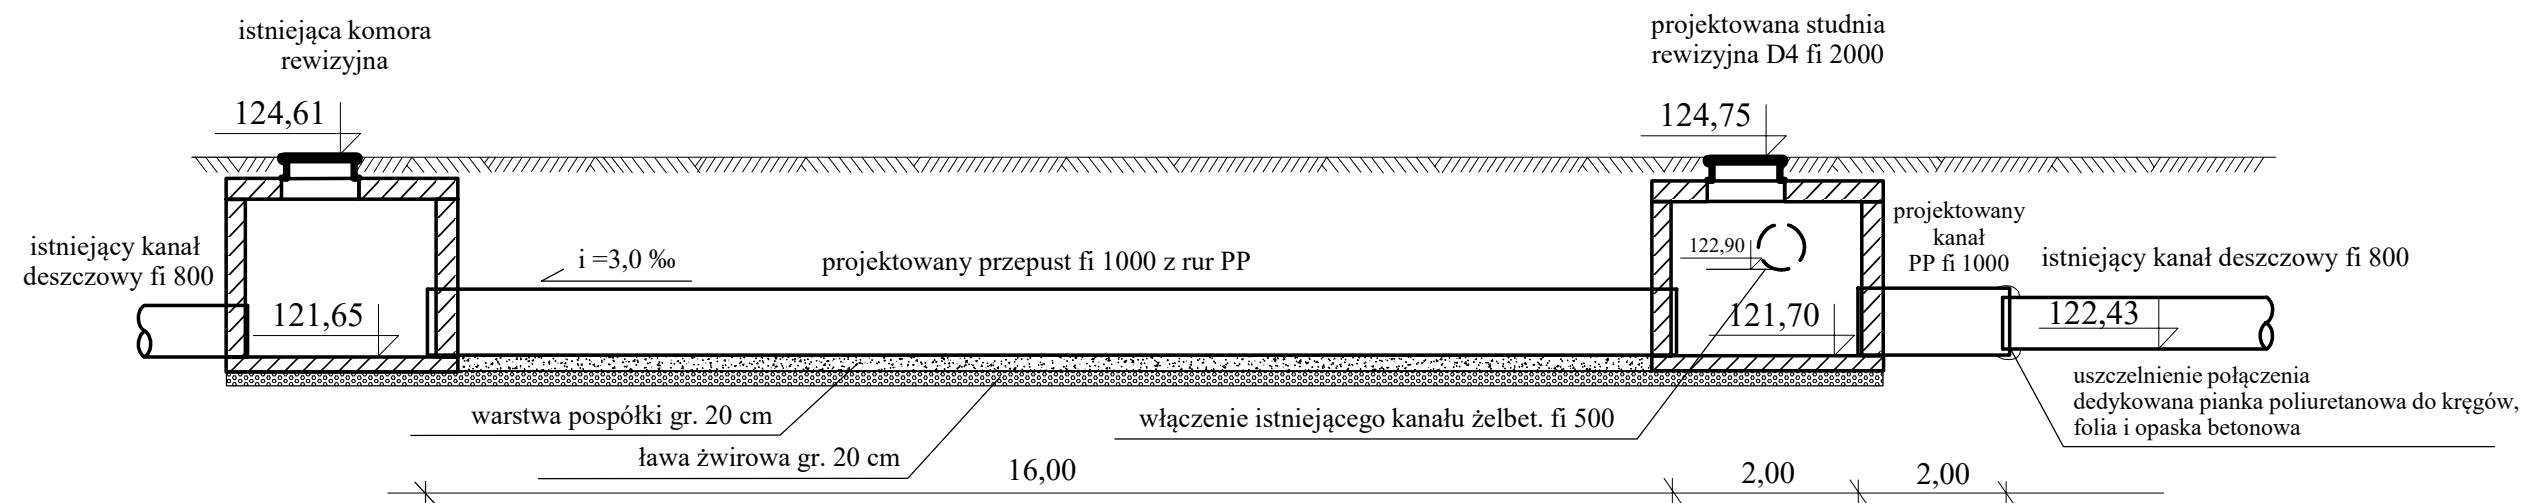 istniejąca komora
rewizyjna
projektowana studnia
rewizyjna D4 fi 2000
124,61
124,75
istniejący kanał
deszczowy fi 800
121,65
i =3,0 ‰
projektowany przepust fi 1000 z rur PP
122,90
121,70
projektowany
kanał
PP fi 1000
istniejący kanał deszczowy fi 800
122,43
uszczelnienie połączenia
dedykowana pianka poliuretanowa do kręgów,
folia i opaska betonowa
warstwa pospółki gr. 20 cm
włączenie istniejącego kanału żelbet. fi 500
ława żwirowa gr. 20 cm
16,00
2,00
2,00